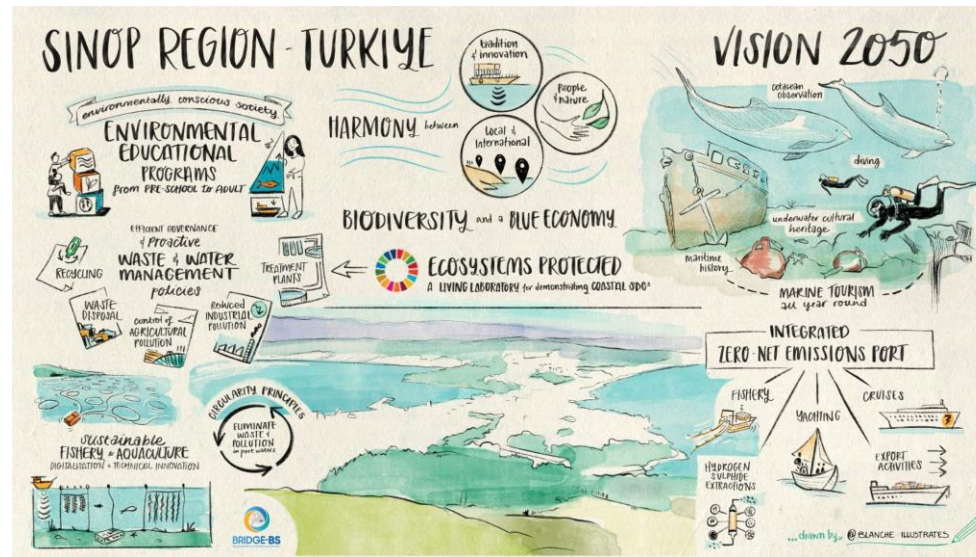 SINOP REGION - TURKIYE
VISION 2050
environmentally conscious society
ENVIRONMENTAL
EDUCATIONAL
PROGRAMS
from PRE-SCHOOL to ADULT
HARMONY between
tradition
& innovation
People
& nature
Local &
International
BIODIVERSITY and a BLUE ECONOMY
ECOSYSTEMS PROTECTED
A LIVING LABORATORY for demonstrating COASTAL SDGs
EFFICIENT GOVERNANCE
& Proactive
WASTE & WATER
MANAGEMENT
policies
RECYCLING
WASTE
DISPOSAL
control of
AGRICULTURAL
POLLUTION
Reduced
INDUSTRIAL
POLLUTION
TREATMENT
PLANTS
cetacean
observation
diving
underwater cultural
heritage
maritime
history
MARINE TOURISM
all year round
INTEGRATED
ZERO-NET EMISSIONS PORT
FISHERY
YACHTING
CRUISES
HYDROGEN
SULPHIDE
EXTRACTIONS
EXPORT
ACTIVITIES
CIRCULARITY PRINCIPLES
ELIMINATE
WASTE &
POLLUTION
in port waters
Sustainable
FISHERY & AQUACULTURE
DIGITALISATION & TECHNICAL INNOVATION
BRIDGE-BS
...drawn by... @BLANCHE ILLUSTRATES